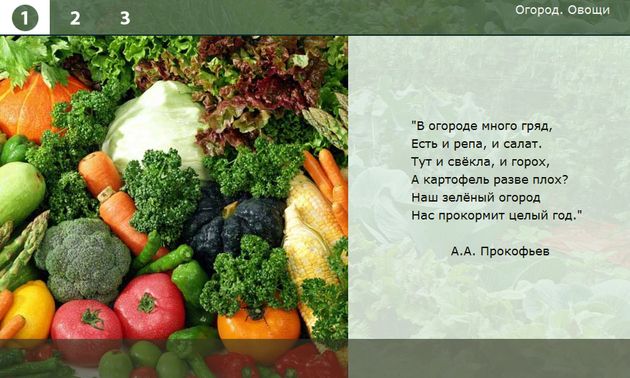 1 2 3
Огород. Овощи
"В огороде много гряд,
Есть и репа, и салат.
Тут и свёкла, и горох,
А картофель разве плох?
Наш зелёный огород
Нас прокормит целый год."
А.А. Прокофьев